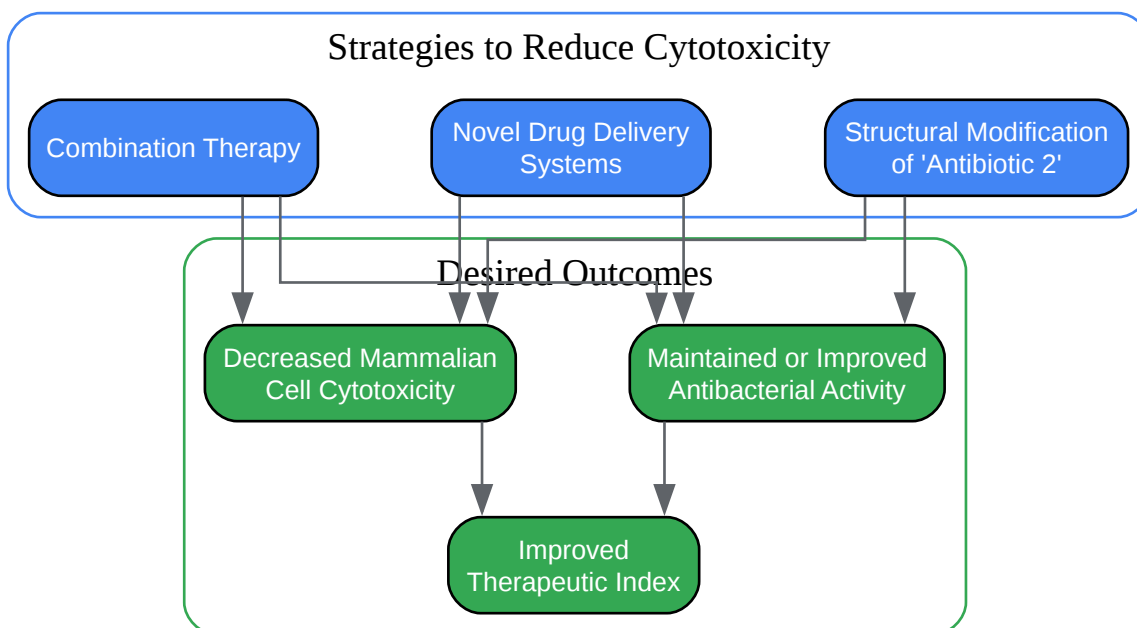 Strategies to Reduce Cytotoxicity
Combination Therapy
Novel Drug Delivery
Systems
Structural Modification
of 'Antibiotic 2'
Desired Outcomes
Decreased Mammalian
Cell Cytotoxicity
Maintained or Improved
Antibacterial Activity
Improved
Therapeutic Index